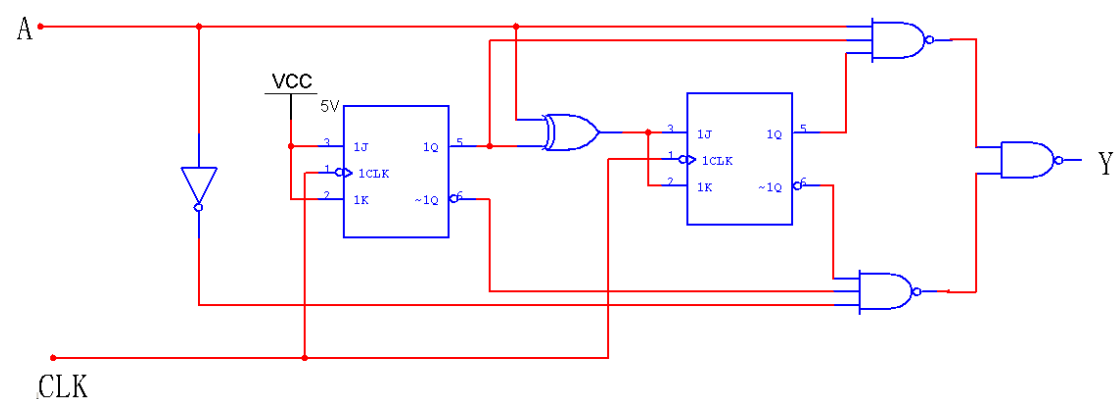 A
VCC
5V
3 1J 1Q 5
1 1CLK
2 1K ~1Q 6
3 1J 1Q 5
1 1CLK
2 1K ~1Q 6
Y
CLK